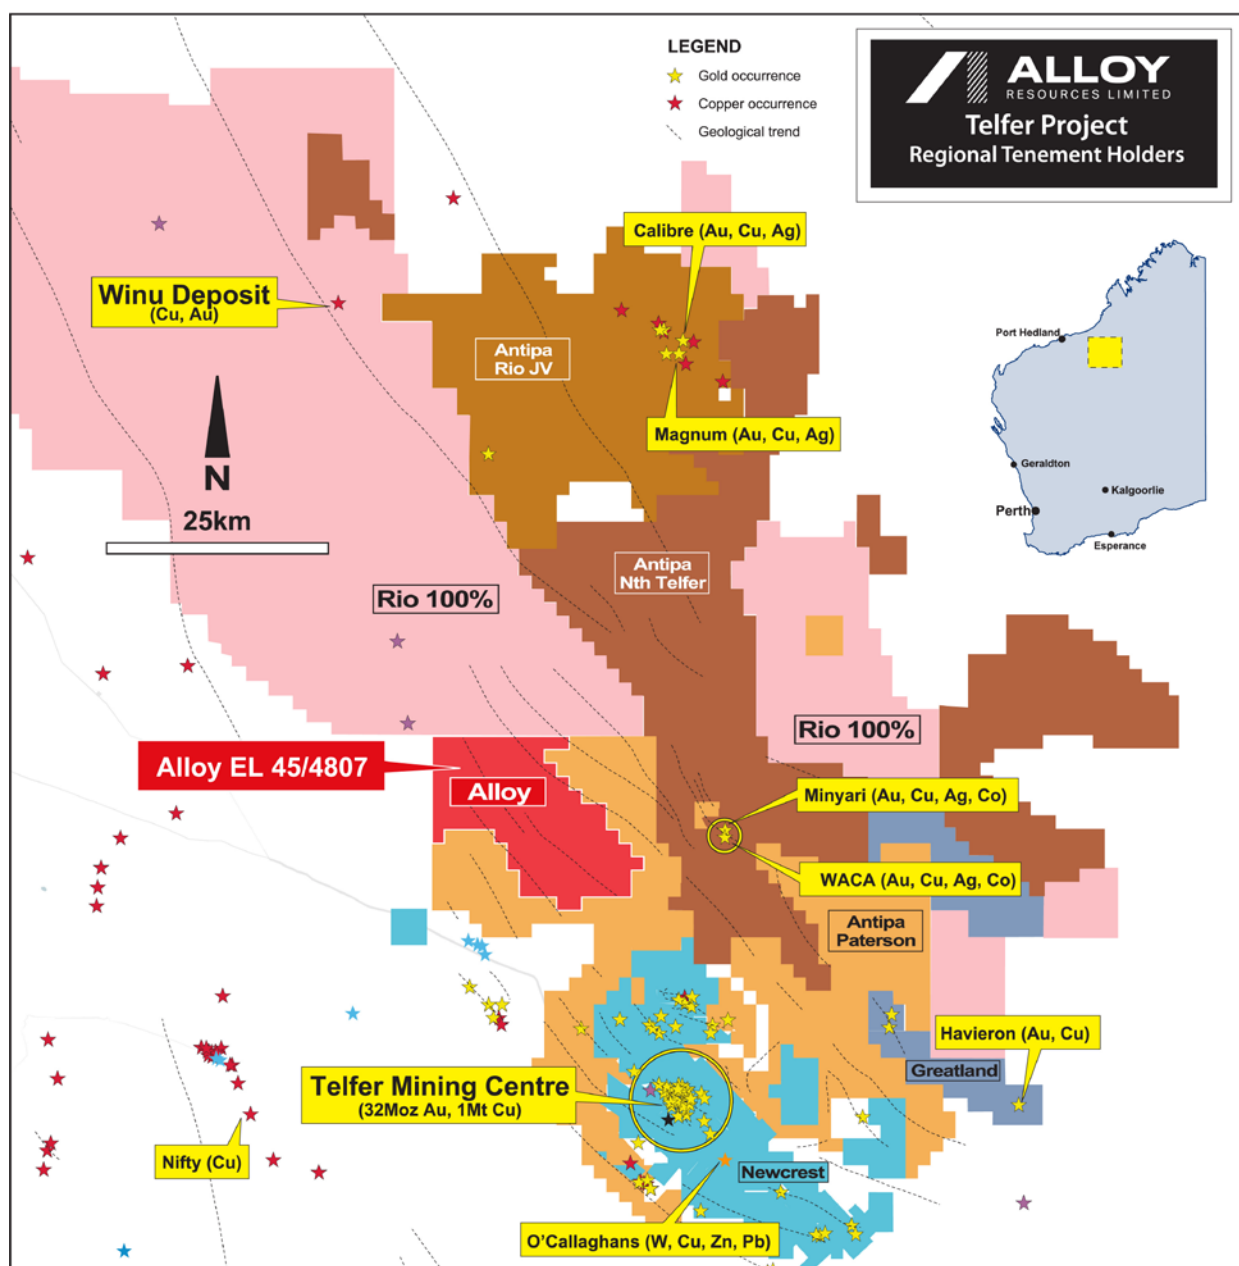 LEGEND
Gold occurrence
Copper occurrence
Geological trend
ALLOY
RESOURCES LIMITED
Telfer Project
Regional Tenement Holders
Calibre (Au, Cu, Ag)
Winu Deposit
(Cu, Au)
Antipa
Rio JV
Magnum (Au, Cu, Ag)
Port Hedland
Geraldton
Kalgoorlie
Perth
Esperance
N
25km
Antipa
Nth Telfer
Rio 100%
Rio 100%
Alloy EL 45/4807
Alloy
Minyari (Au, Cu, Ag, Co)
WACA (Au, Cu, Ag, Co)
Antipa
Paterson
Havieron (Au, Cu)
Greatland
Telfer Mining Centre
(32Moz Au, 1Mt Cu)
Nifty (Cu)
Newcrest
O'Callaghans (W, Cu, Zn, Pb)